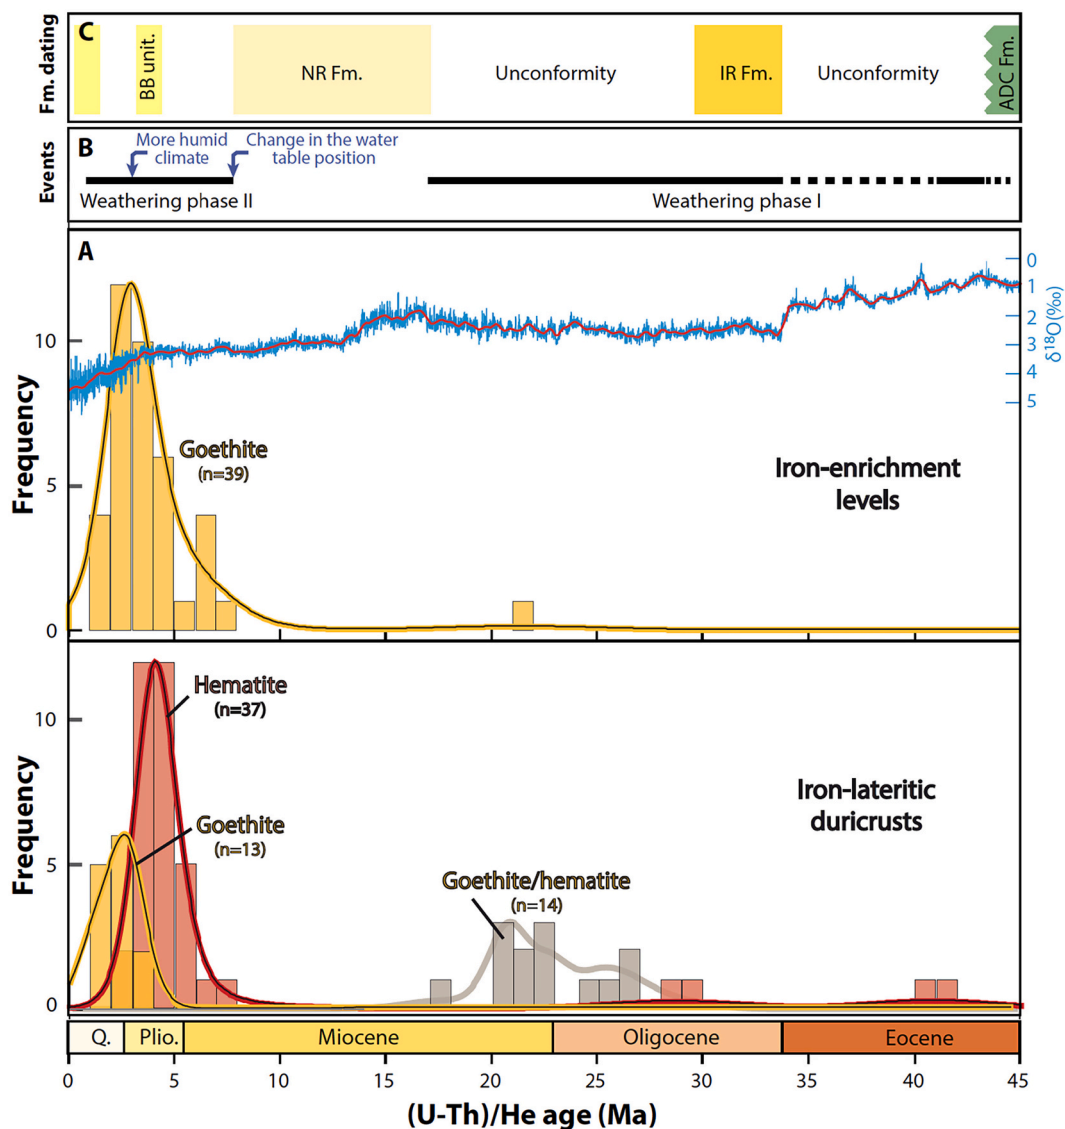 C
Fm. dating
BB unit.
NR Fm.
Unconformity
IR Fm.
Unconformity
ADC Fm.
B
Events
More humid
climate
Change in the water
table position
Weathering phase II
Weathering phase I
A
Frequency
10
5
0
0
1
2
3
4
5
δ¹⁸O(‰)
Goethite
(n=39)
Iron-enrichment
levels
Frequency
10
5
0
Hematite
(n=37)
Goethite
(n=13)
Goethite/hematite
(n=14)
Iron-lateritic
duricrusts
Q.
Plio.
Miocene
Oligocene
Eocene
0
5
10
15
20
25
30
35
40
45
(U-Th)/He age (Ma)